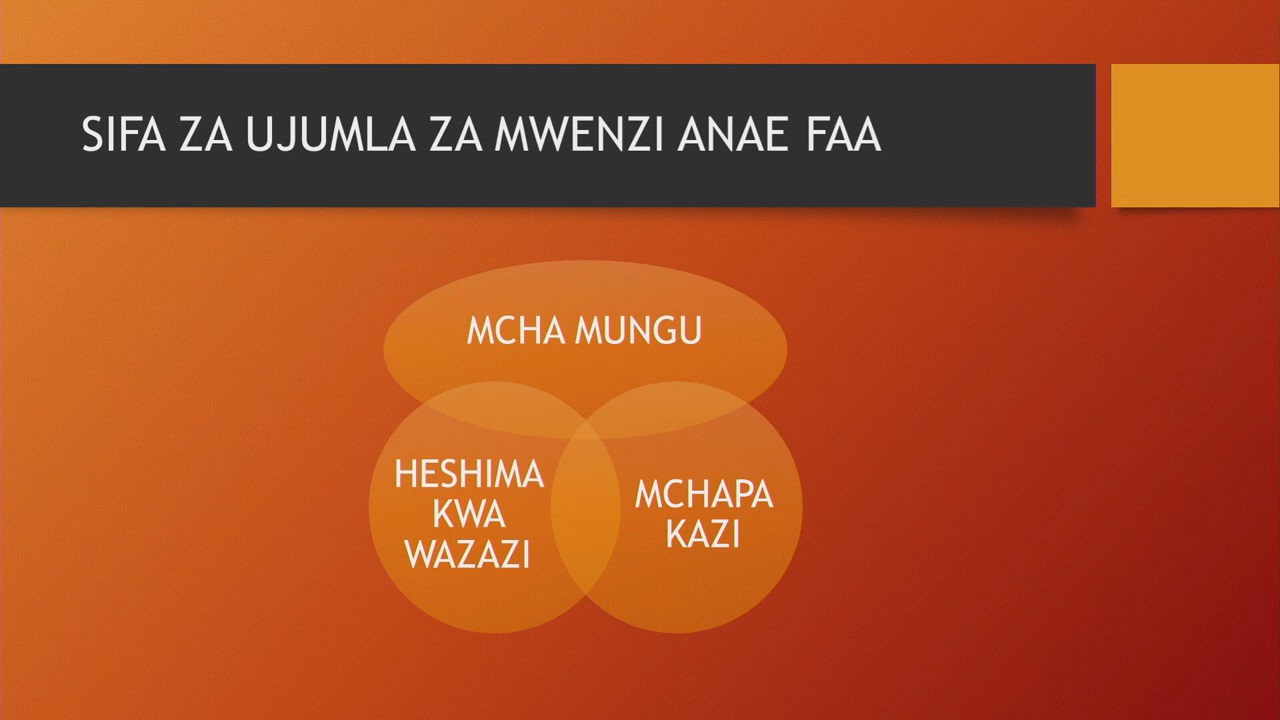 SIFA ZA UJUMLA ZA MWENZI ANAE FAA
MCHA MUNGU
HESHIMA
KWA
WAZAZI
MCHAPA
KAZI